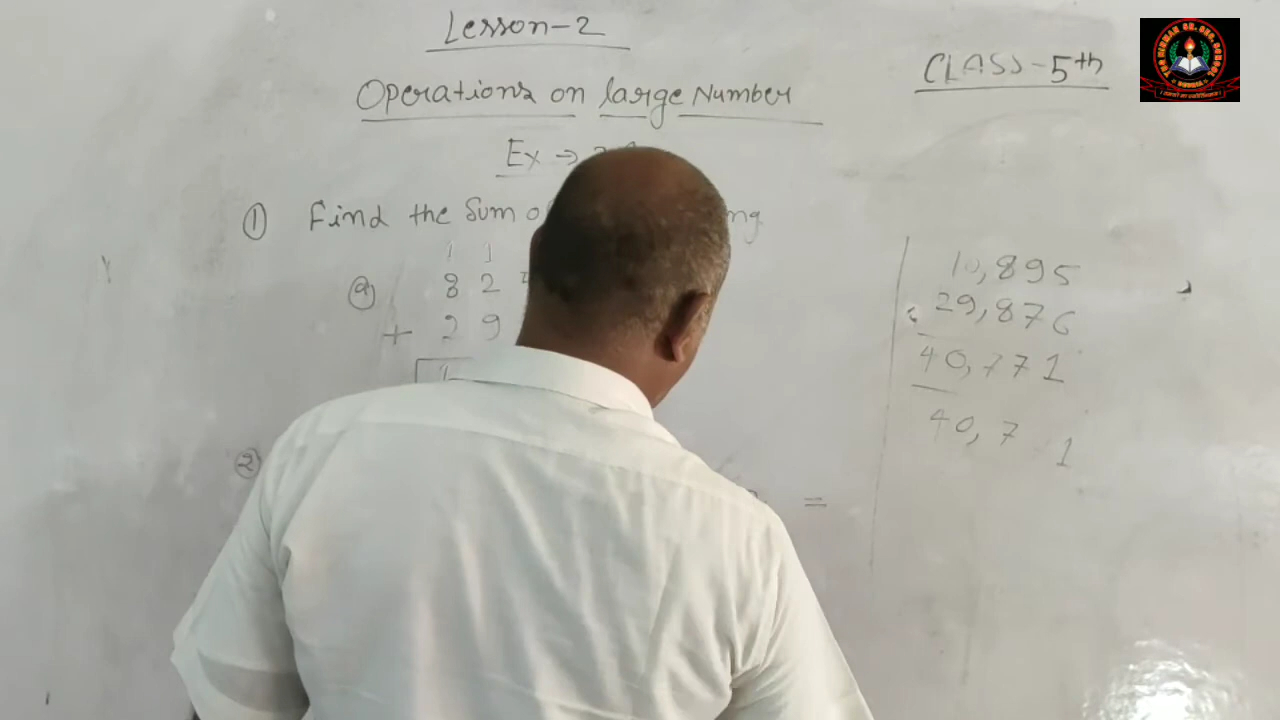 Lesson-2
CLASS-5th
Operations on large Number
Ex →
① Find the Sum
1 1
ⓐ 8 2
+ 2 9
1
②
=
10,895
29,876
40,771
40,7 1